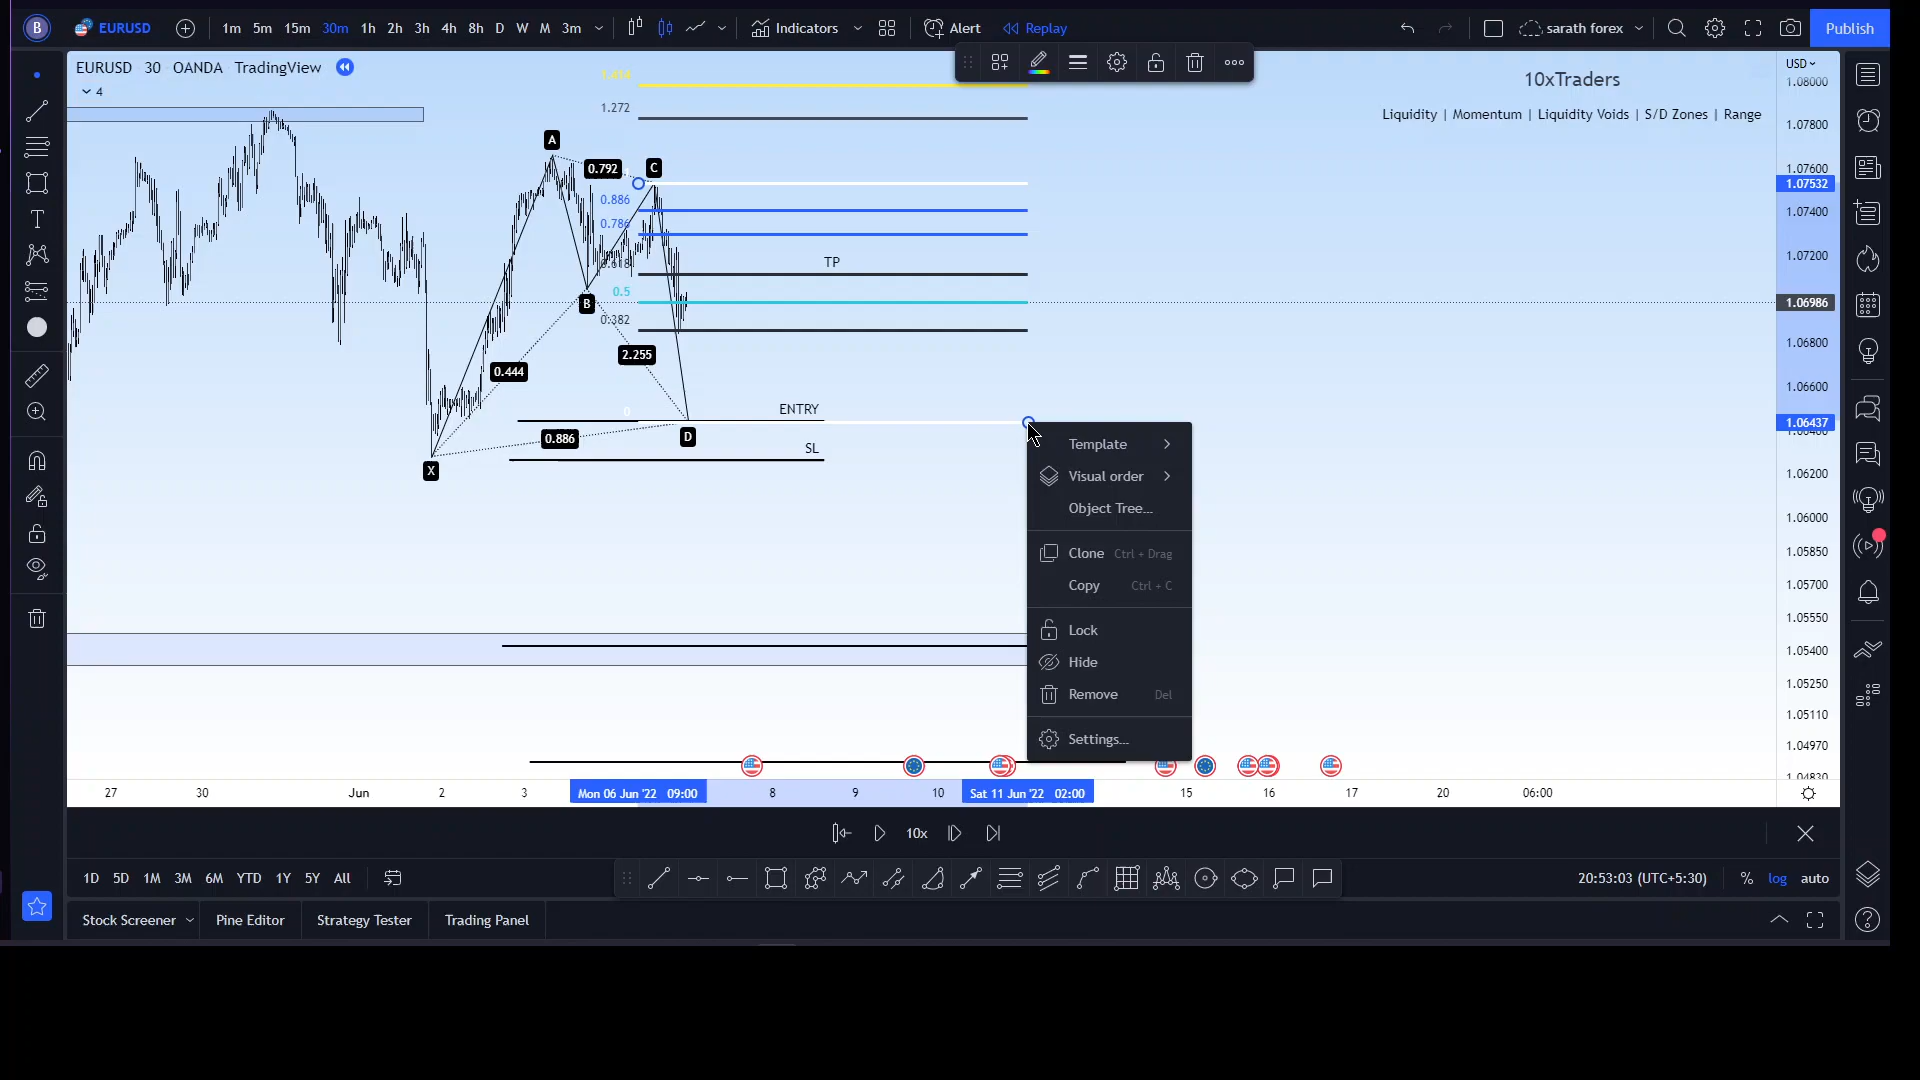 B EURUSD 1m 5m 15m 30m 1h 2h 3h 4h 8h D W M 3m Indicators Alert Replay sarath forex Publish
EURUSD 30 OANDA TradingView
4
10xTraders
Liquidity | Momentum | Liquidity Voids | S/D Zones | Range
USD
1.08000
1.07800
1.07600
1.07532
1.07400
1.07200
1.06986
1.06800
1.06600
1.06437
1.06200
1.06000
1.05850
1.05700
1.05550
1.05400
1.05250
1.05110
1.04970
1.04830
1.414
1.272
A
0.792
C
0.886
0.786
TP
0.618
0.5
B
0.382
2.255
0.444
0
ENTRY
0.886
D
SL
X
Template
Visual order
Object Tree...
Clone Ctrl + Drag
Copy Ctrl + C
Lock
Hide
Remove Del
Settings...
27 30 Jun 2 3 Mon 06 Jun '22 09:00 8 9 10 Sat 11 Jun '22 02:00 15 16 17 20 06:00
10x
1D 5D 1M 3M 6M YTD 1Y 5Y All
20:53:03 (UTC+5:30) % log auto
Stock Screener Pine Editor Strategy Tester Trading Panel